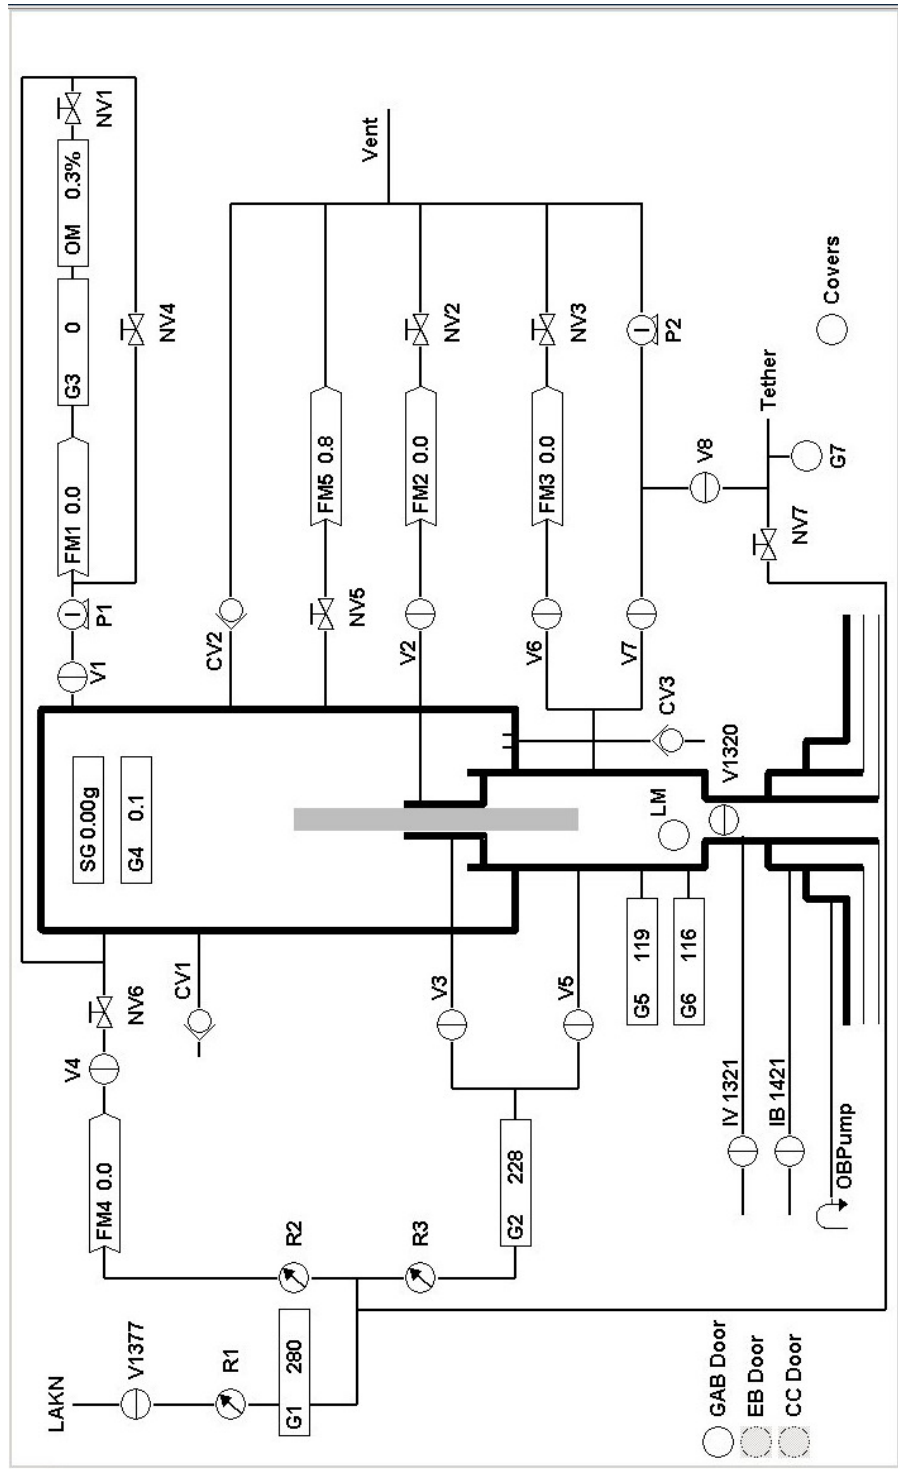 LAKN
V4
FM1 0.0
G3 0
OM 0.3%
SG 0.00g
V1
P1
NV1
FM4 0.0
V1377
NV6
G4 0.1
NV4
CV1
CV2
R1
G1 280
R2
FM5 0.8
NV5
Vent
V2
R3
FM2 0.0
V3
NV2
G2 228
V6
FM3 0.0
V5
NV3
V7
G5 119
LM
CV3
P2
G6 116
V8
GAB Door
IV 1321
V1320
EB Door
Tether
IB 1421
CC Door
NV7
Covers
G7
OBPump